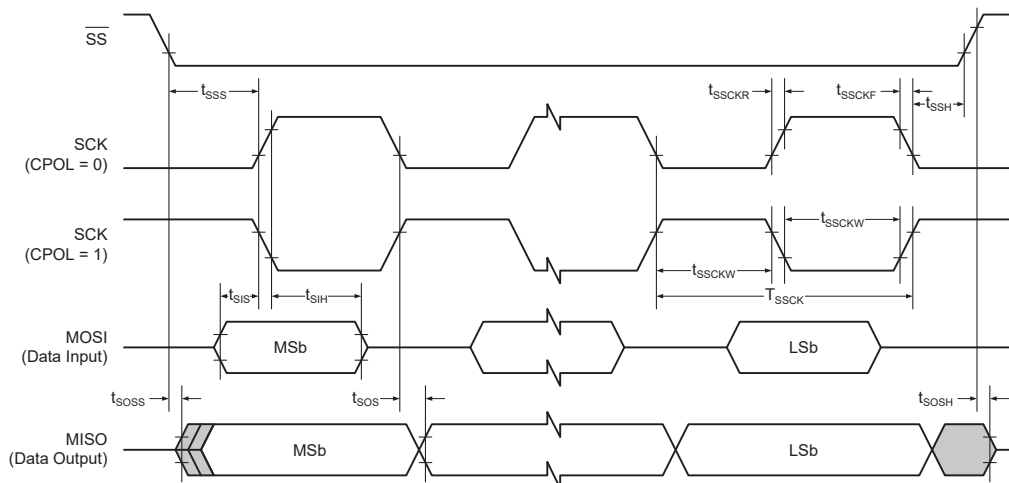 SS
tSSS
tSSCKR
tSSCKF
tSSH
SCK
(CPOL = 0)
SCK
(CPOL = 1)
tSSCKW
tSSCKW
TSSCK
tSIS
tSIH
MOSI
(Data Input)
MSb
LSb
tSOSS
tSOS
tSOSH
MISO
(Data Output)
MSb
LSb